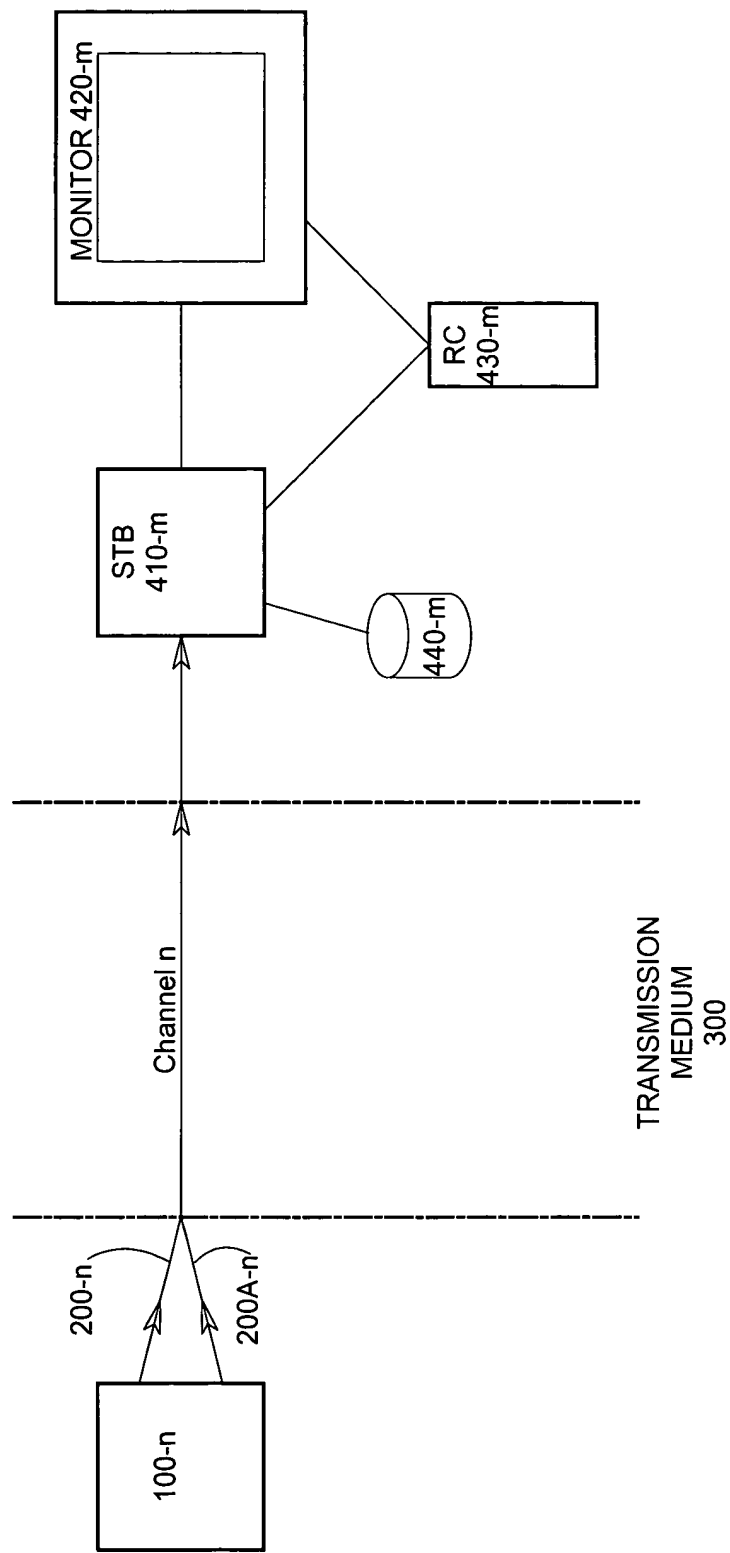 100-n
200-n
200A-n
Channel n
TRANSMISSION
MEDIUM
300
STB
410-m
440-m
MONITOR 420-m
RC
430-m